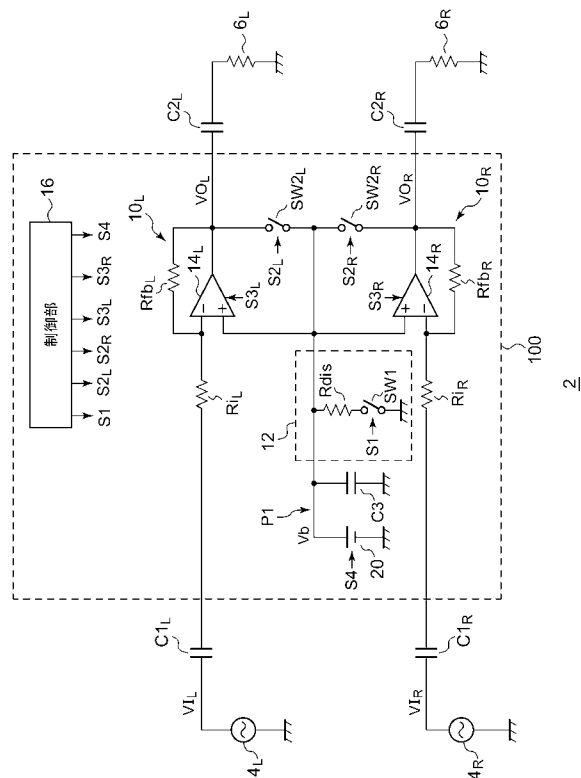 16
制御部
S1
S2L
S2R
S3L
S3R
S4
10L
RfbL
14L
S3L
VOL
C2L
6L
S2L
SW2L
S2R
SW2R
VIL
4L
C1L
RiL
P1
Vb
S4
20
C3
12
Rdis
S1
SW1
S3R
14R
RfbR
10R
VOR
C2R
6R
VIR
4R
C1R
RiR
100
2